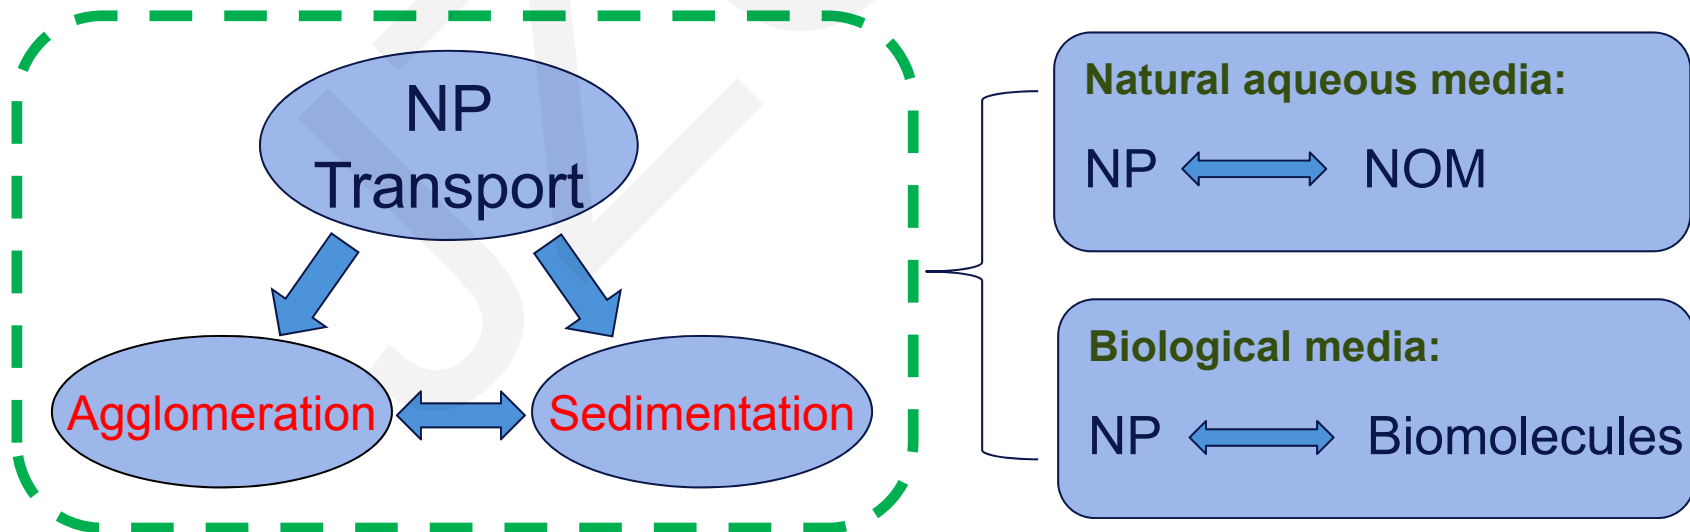 NP
Transport
Agglomeration
Sedimentation
Natural aqueous media:
NP NOM
Biological media:
NP Biomolecules